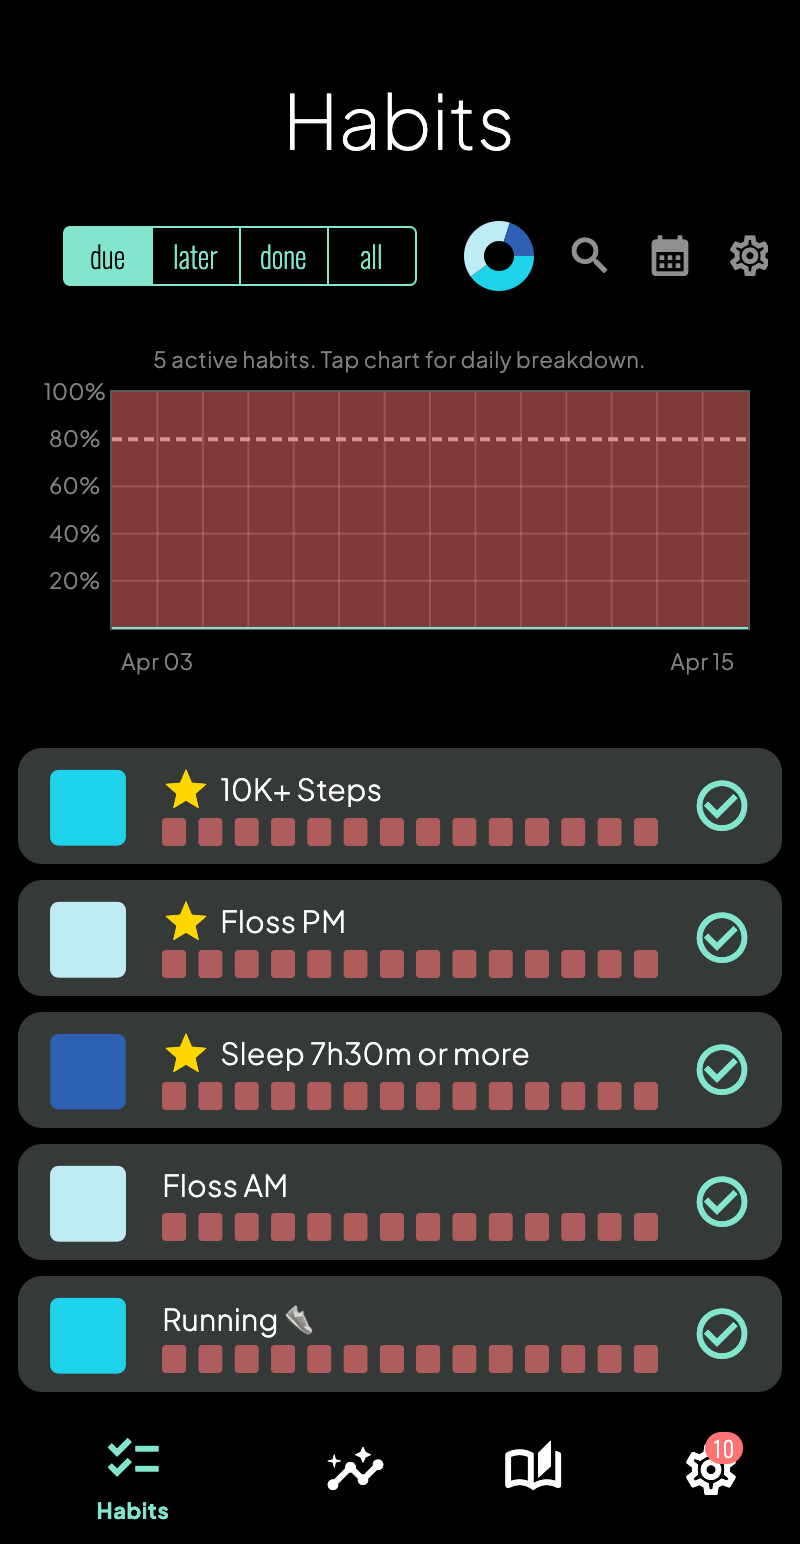 Habits
due later done all
5 active habits. Tap chart for daily breakdown.
100%
80%
60%
40%
20%
Apr 03 Apr 15
10K+ Steps
Floss PM
Sleep 7h30m or more
Floss AM
Running
10
Habits